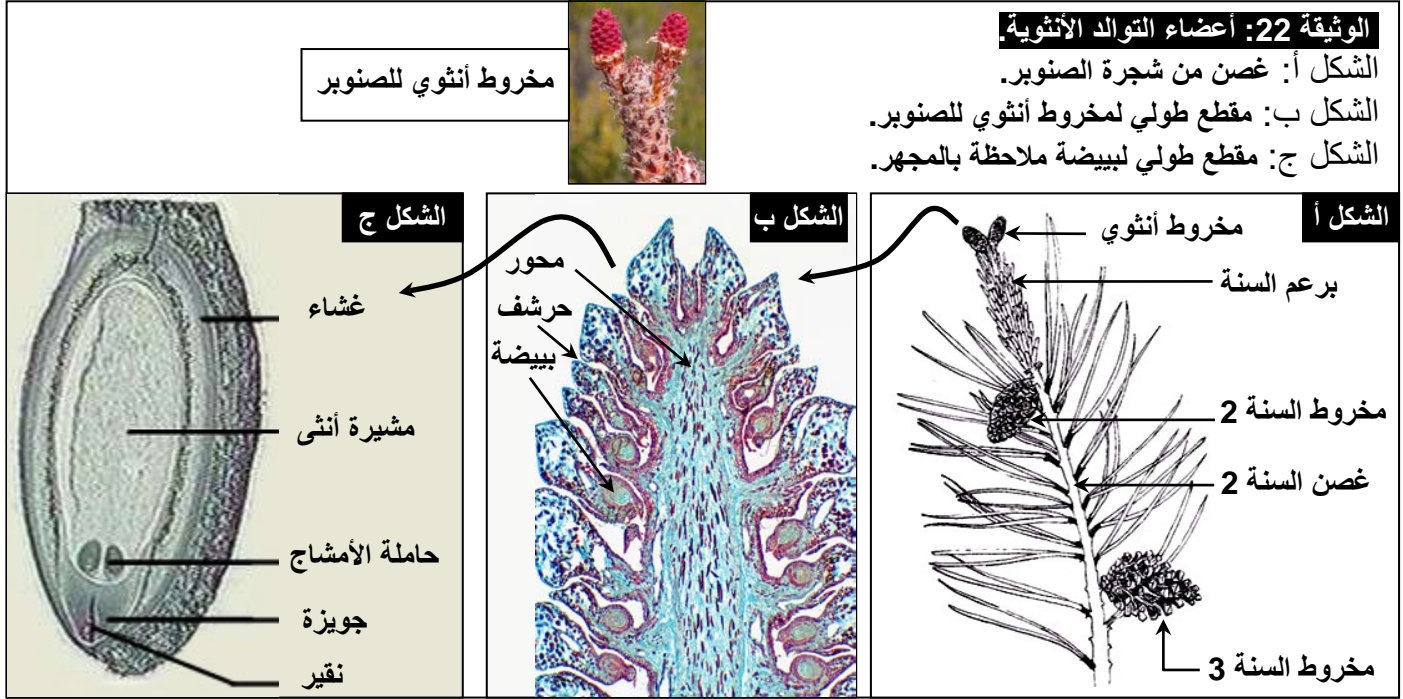 الوثيقة 22: أعضاء التوالد الأنثوية.
الشكل أ: غصن من شجرة الصنوبر.
الشكل ب: مقطع طولي لمخروط أنثوي للصنوبر.
الشكل ج: مقطع طولي لبييضة ملاحظة بالمجهر.
مخروط أنثوي للصنوبر
الشكل أ
مخروط أنثوي
برعم السنة
مخروط السنة 2
غصن السنة 2
مخروط السنة 3
الشكل ب
محور
حرشف
بييضة
الشكل ج
غشاء
مشيرة أنثى
حاملة الأمشاج
جويزة
نقير